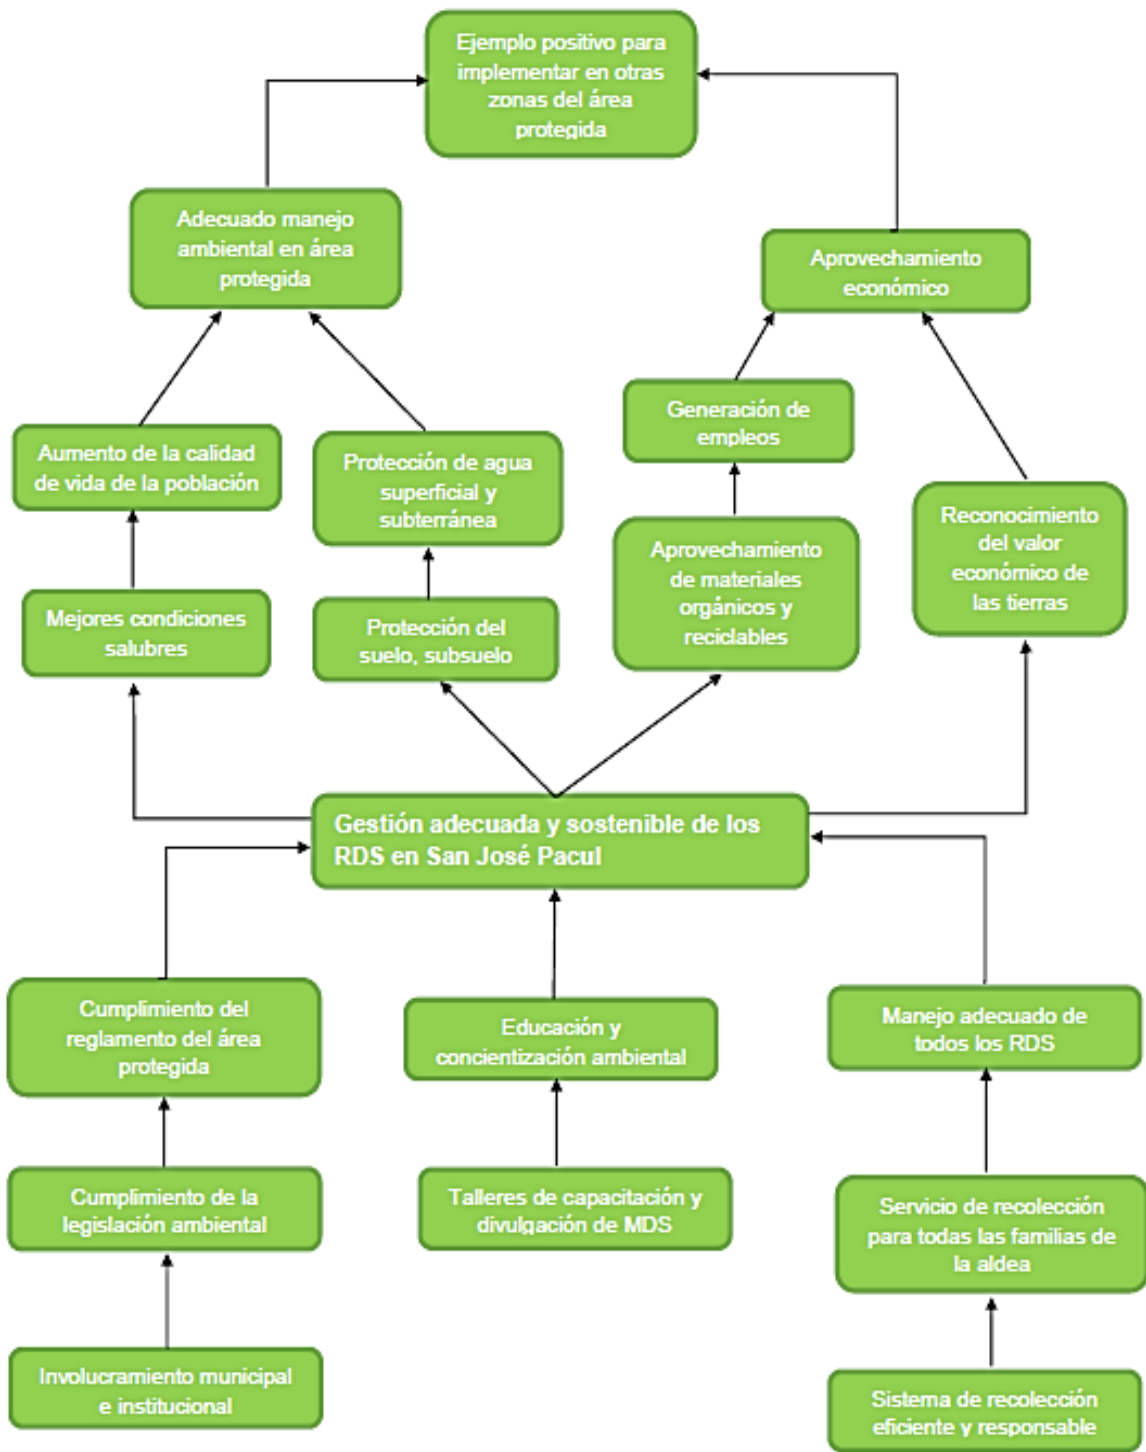 Ejemplo positivo para
implementar en otras
zonas del área
protegida
Adecuado manejo
ambiental en área
protegida
Aprovechamiento
económico
Generación de
empleos
Aumento de la calidad
de vida de la población
Protección de agua
superficial y
subterránea
Reconocimiento
del valor
económico de
las tierras
Aprovechamiento
de materiales
orgánicos y
reciclables
Mejores condiciones
salubres
Protección del
suelo, subsuelo
Gestión adecuada y sostenible de los
RDS en San José Pacul
Cumplimiento del
reglamento del área
protegida
Educación y
concientización ambiental
Manejo adecuado de
todos los RDS
Cumplimiento de la
legislación ambiental
Talleres de capacitación y
divulgación de MDS
Servicio de recolección
para todas las familias de
la aldea
Involucramiento municipal
e institucional
Sistema de recolección
eficiente y responsable